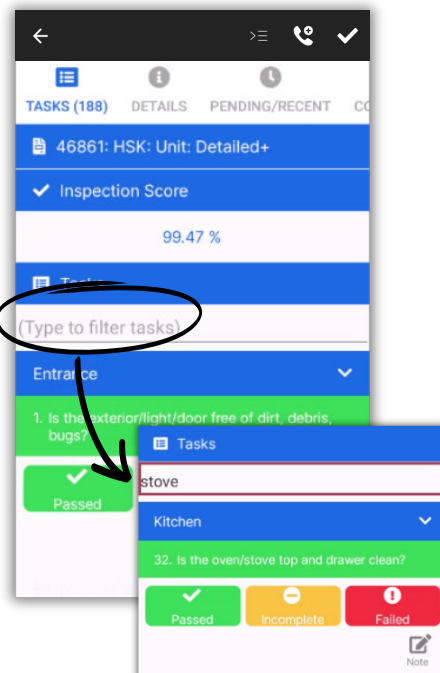 TASKS (188) DETAILS PENDING/RECENT
46861: HSK: Unit: Detailed+
Inspection Score
99.47 %
Tasks
(Type to filter tasks)
Entrance
1. Is the exterior/light/door free of dirt, debris,
bugs?
Passed
Tasks
stove
Kitchen
32. Is the oven/stove top and drawer clean?
Passed Incomplete Failed
Note